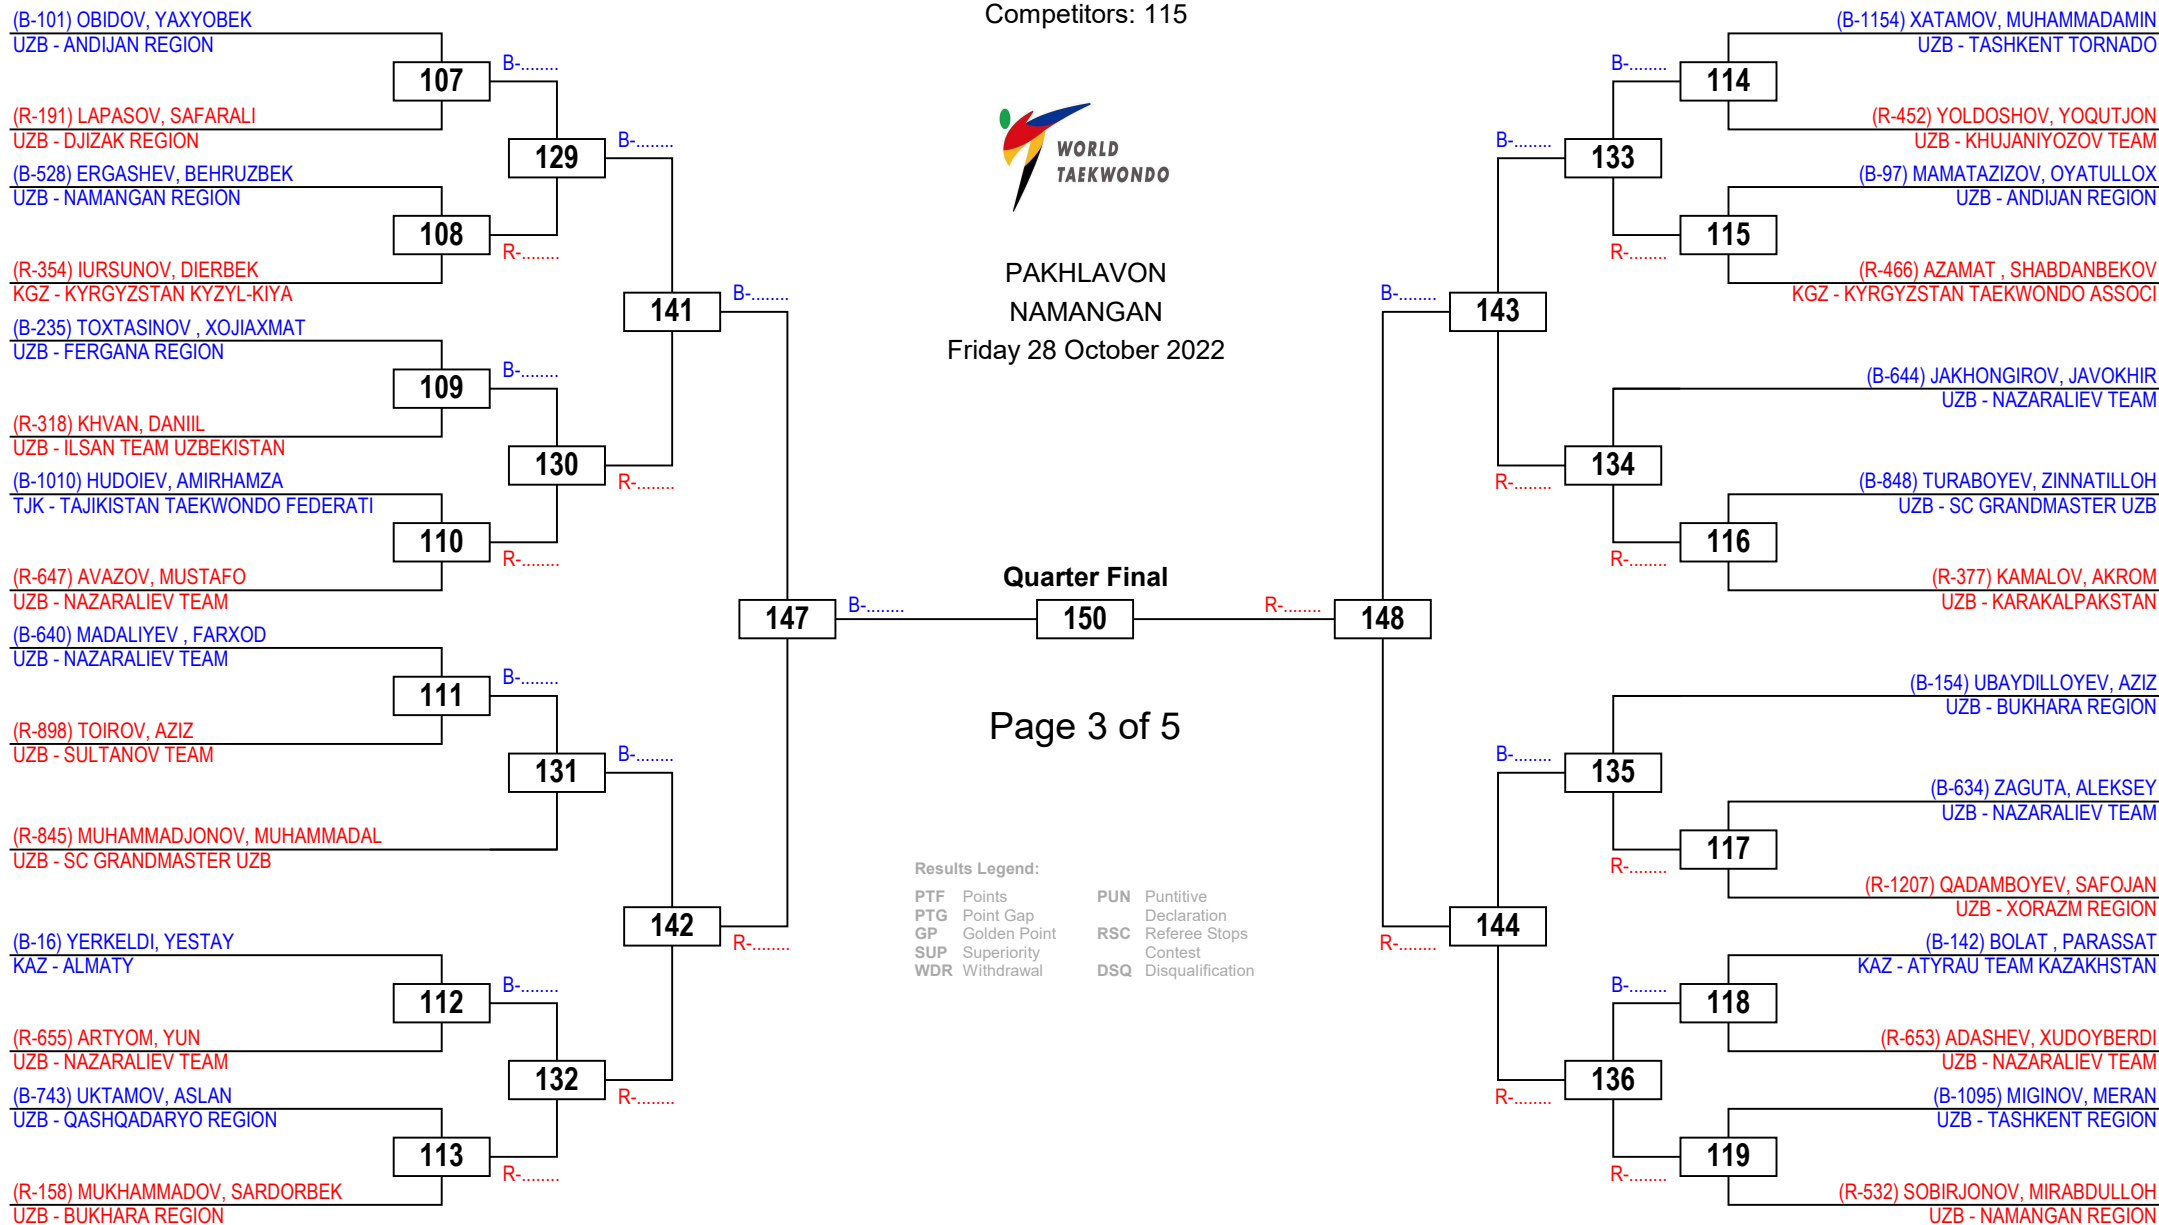 Competitors: 115
(B-101) OBIDOV, YAXYOBEK
UZB - ANDIJAN REGION
107
B-........
(R-191) LAPASOV, SAFARALI
UZB - DJIZAK REGION
129
B-........
(B-528) ERGASHEV, BEHRUZBEK
UZB - NAMANGAN REGION
108
R-........
(R-354) IURSUNOV, DIERBEK
KGZ - KYRGYZSTAN KYZYL-KIYA
141
B-........
(B-235) TOXTASINOV , XOJIAXMAT
UZB - FERGANA REGION
109
B-........
(R-318) KHVAN, DANIIL
UZB - ILSAN TEAM UZBEKISTAN
130
R-........
(B-1010) HUDOIEV, AMIRHAMZA
TJK - TAJIKISTAN TAEKWONDO FEDERATI
110
R-........
(R-647) AVAZOV, MUSTAFO
UZB - NAZARALIEV TEAM
147
B-........
(B-640) MADALIYEV , FARXOD
UZB - NAZARALIEV TEAM
111
B-........
(R-898) TOIROV, AZIZ
UZB - SULTANOV TEAM
131
B-........
(R-845) MUHAMMADJONOV, MUHAMMADAL
UZB - SC GRANDMASTER UZB
142
R-........
(B-16) YERKELDI, YESTAY
KAZ - ALMATY
112
B-........
(R-655) ARTYOM, YUN
UZB - NAZARALIEV TEAM
132
R-........
(B-743) UKTAMOV, ASLAN
UZB - QASHQADARYO REGION
113
R-........
(R-158) MUKHAMMADOV, SARDORBEK
UZB - BUKHARA REGION
WORLD
TAEKWONDO
PAKHLAVON
NAMANGAN
Friday 28 October 2022
Quarter Final
150
Page 3 of 5
Results Legend:
PTF Points
PTG Point Gap
GP Golden Point
SUP Superiority
WDR Withdrawal
PUN Puntitive
Declaration
RSC Referee Stops
Contest
DSQ Disqualification
(B-1154) XATAMOV, MUHAMMADAMIN
UZB - TASHKENT TORNADO
B-........
114
(R-452) YOLDOSHOV, YOQUTJON
UZB - KHUJANIYOZOV TEAM
B-........
133
(B-97) MAMATAZIZOV, OYATULLOX
UZB - ANDIJAN REGION
115
R-........
(R-466) AZAMAT , SHABDANBEKOV
KGZ - KYRGYZSTAN TAEKWONDO ASSOCI
B-........
143
(B-644) JAKHONGIROV, JAVOKHIR
UZB - NAZARALIEV TEAM
134
R-........
(B-848) TURABOYEV, ZINNATILLOH
UZB - SC GRANDMASTER UZB
116
R-........
(R-377) KAMALOV, AKROM
UZB - KARAKALPAKSTAN
R-........
148
(B-154) UBAYDILLOYEV, AZIZ
UZB - BUKHARA REGION
B-........
135
(B-634) ZAGUTA, ALEKSEY
UZB - NAZARALIEV TEAM
117
R-........
(R-1207) QADAMBOYEV, SAFOJAN
UZB - XORAZM REGION
144
R-........
(B-142) BOLAT , PARASSAT
KAZ - ATYRAU TEAM KAZAKHSTAN
B-........
118
(R-653) ADASHEV, XUDOYBERDI
UZB - NAZARALIEV TEAM
136
R-........
(B-1095) MIGINOV, MERAN
UZB - TASHKENT REGION
119
R-........
(R-532) SOBIRJONOV, MIRABDULLOH
UZB - NAMANGAN REGION